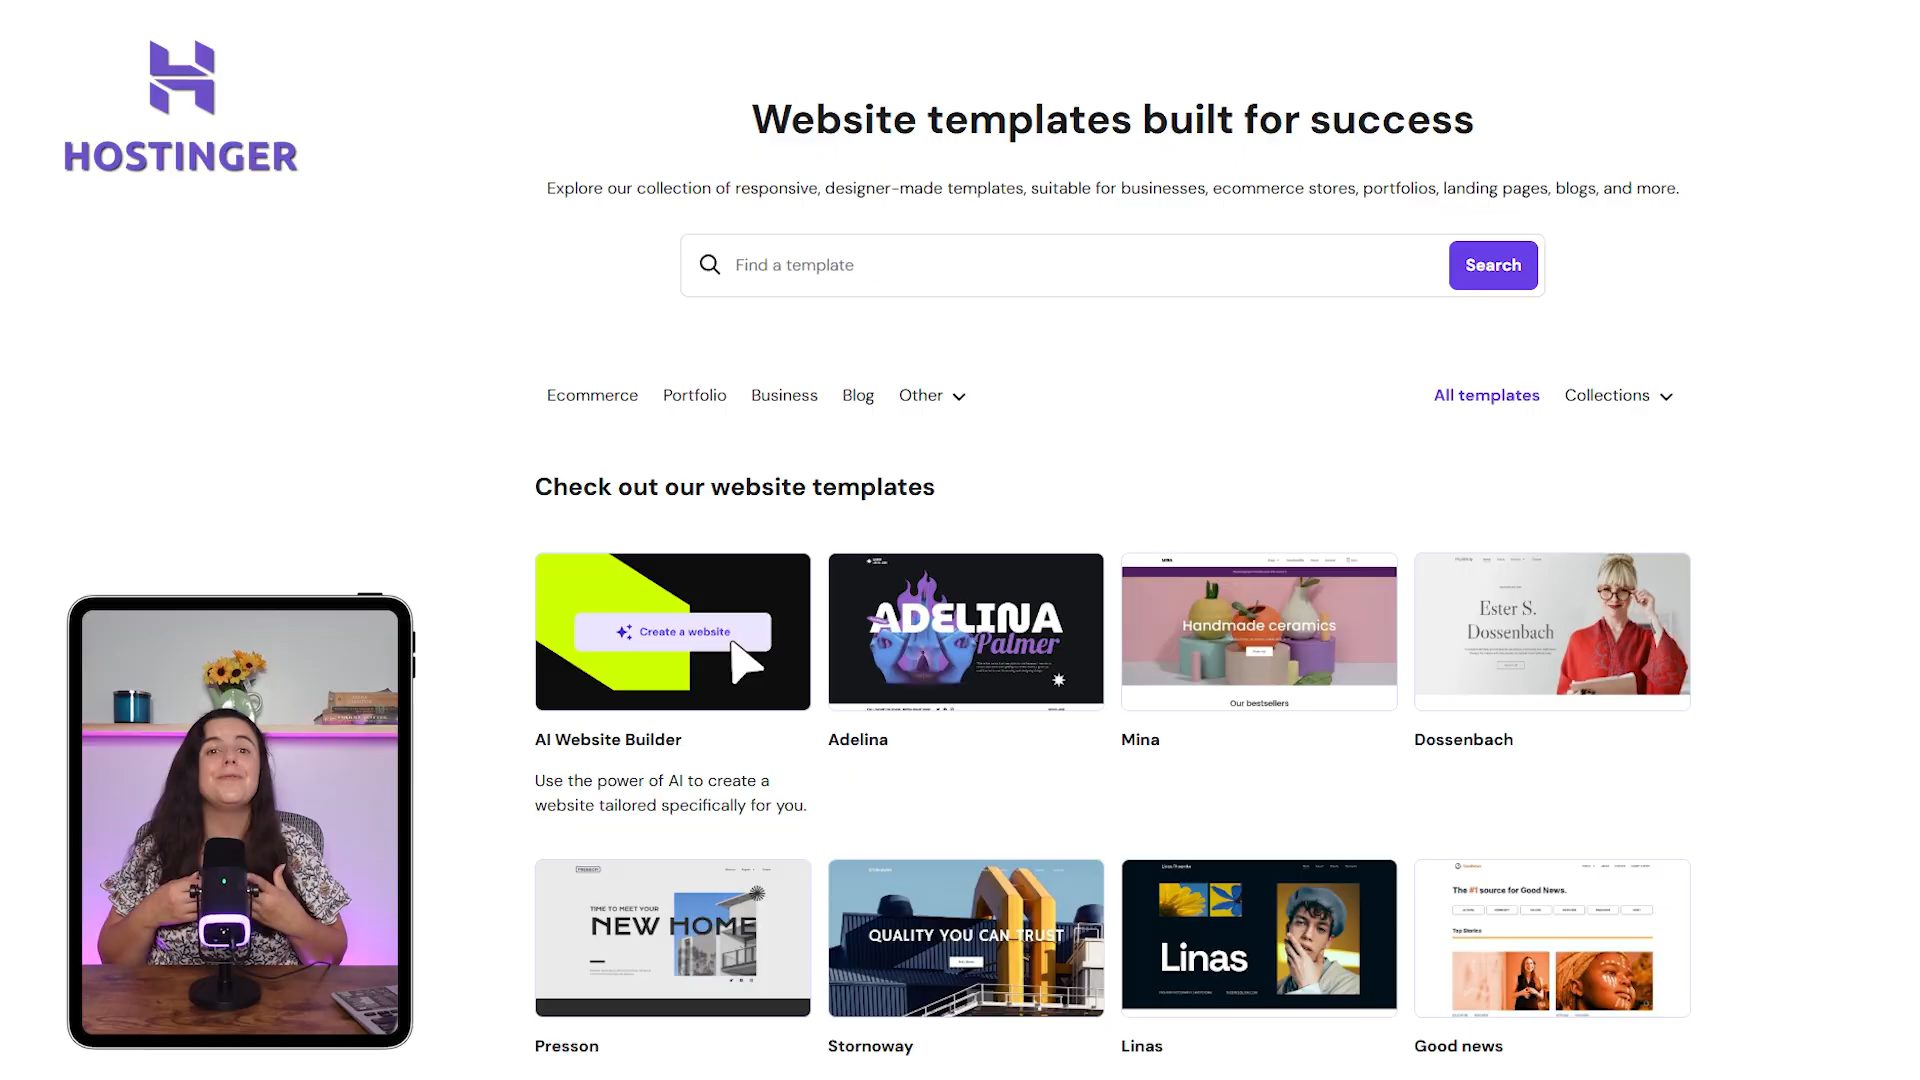 HOSTINGER
Website templates built for success
Explore our collection of responsive, designer-made templates, suitable for businesses, ecommerce stores, portfolios, landing pages, blogs, and more.
Find a template
Search
Ecommerce
Portfolio
Business
Blog
Other
All templates
Collections
Check out our website templates
Create a website
ADELINA
Palmer
Handmade ceramics
Our bestsellers
Ester S.
Dossenbach
AI Website Builder
Adelina
Mina
Dossenbach
Use the power of AI to create a
website tailored specifically for you.
PRESSON
TIME TO MEET YOUR
NEW HOME
QUALITY YOU CAN TRUST
Linas
The #1 source for Good News.
Top Stories
Presson
Stornoway
Linas
Good news